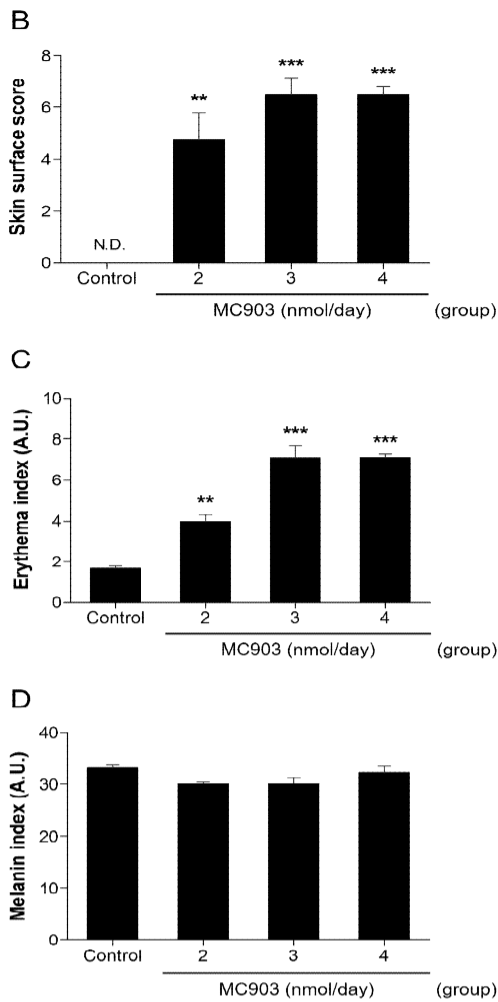 B
Skin surface score
8
6
4
2
0
**
***
***
N.D.
Control 2 3 4
MC903 (nmol/day) (group)
C
Erythema index (A.U.)
10
8
6
4
2
0
**
***
***
Control 2 3 4
MC903 (nmol/day) (group)
D
Melanin index (A.U.)
40
30
20
10
0
Control 2 3 4
MC903 (nmol/day) (group)